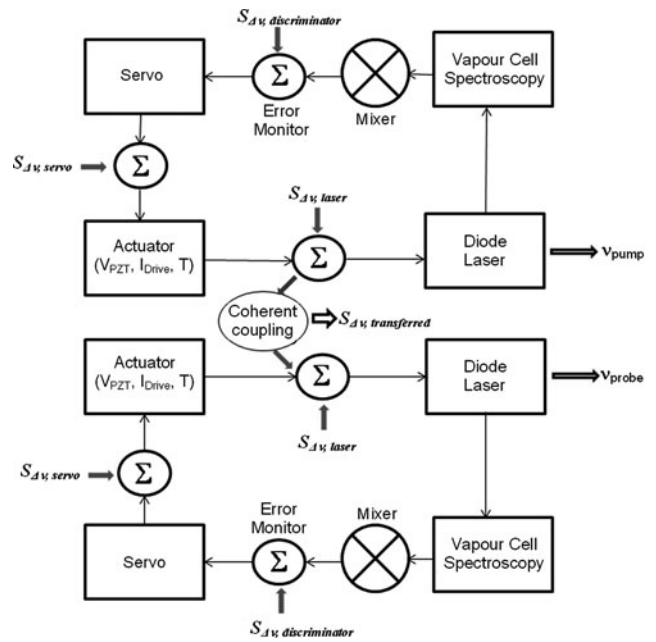 S_Δν, discriminator
Servo
Σ
Error
Monitor
Mixer
Vapour Cell
Spectroscopy
S_Δν, servo
Σ
S_Δν, laser
Actuator
(V_PZT, I_Drive, T)
Σ
Diode
Laser
ν_pump
Coherent
coupling
S_Δν, transferred
Actuator
(V_PZT, I_Drive, T)
Σ
Diode
Laser
ν_probe
S_Δν, laser
S_Δν, servo
Σ
Servo
Error
Monitor
Σ
Mixer
Vapour Cell
Spectroscopy
S_Δν, discriminator